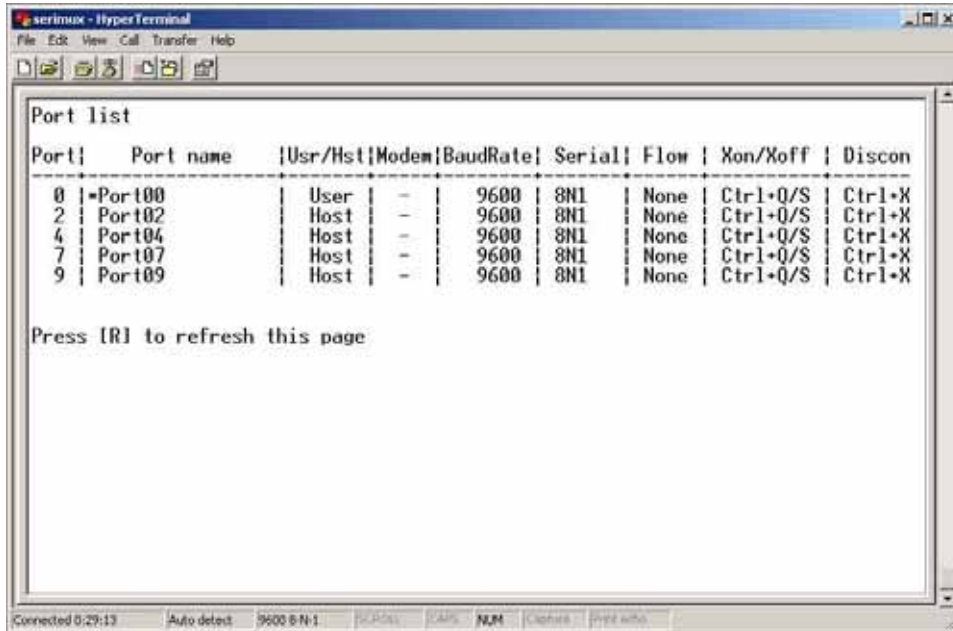 serimux - HyperTerminal
File Edit View Call Transfer Help
Port list
Port| Port name |Usr/Hst|Modem|BaudRate| Serial| Flow | Xon/Xoff | Discon
----+-----------------+-------+-----+--------+-------+------+----------+-------
0 |=Port00 | User | - | 9600 | 8N1 | None | Ctrl+Q/S | Ctrl+X
2 | Port02 | Host | - | 9600 | 8N1 | None | Ctrl+Q/S | Ctrl+X
4 | Port04 | Host | - | 9600 | 8N1 | None | Ctrl+Q/S | Ctrl+X
7 | Port07 | Host | - | 9600 | 8N1 | None | Ctrl+Q/S | Ctrl+X
9 | Port09 | Host | - | 9600 | 8N1 | None | Ctrl+Q/S | Ctrl+X
Press [R] to refresh this page
Connected 0:29:13 Auto detect 9600 8-N-1 SCROLL CAPS NUM Capture Print echo